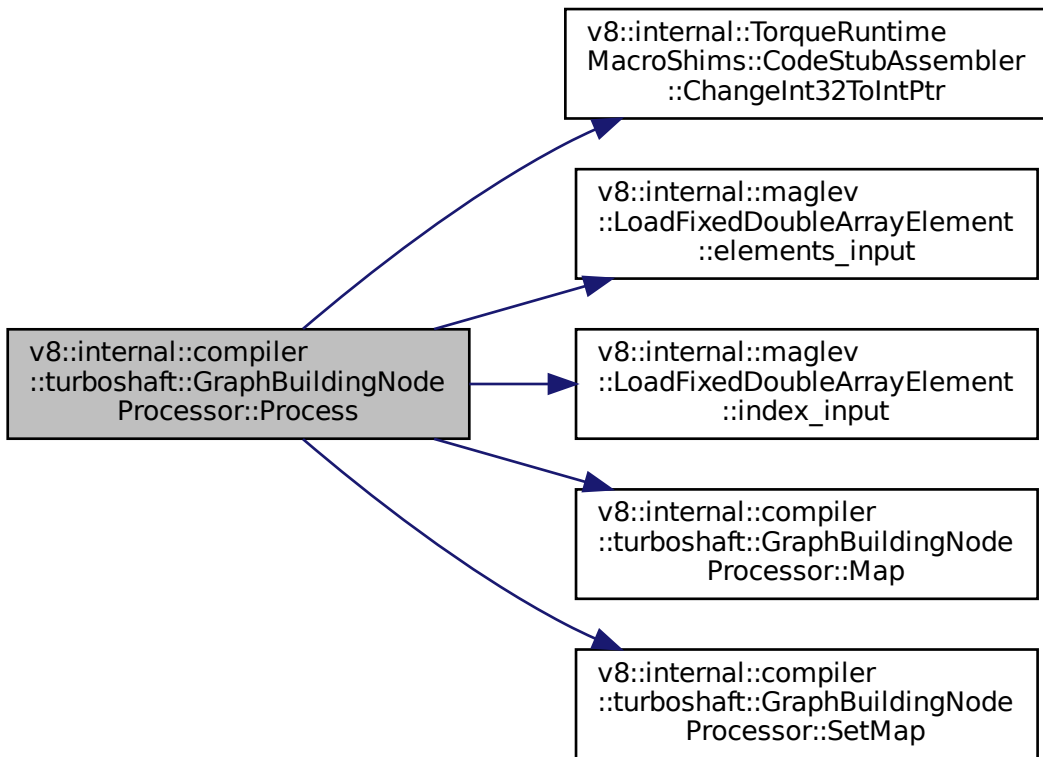 v8::internal::TorqueRuntime
MacroShims::CodeStubAssembler
::ChangeInt32ToIntPtr
v8::internal::maglev
::LoadFixedDoubleArrayElement
::elements_input
v8::internal::compiler
::turboshaft::GraphBuildingNode
Processor::Process
v8::internal::maglev
::LoadFixedDoubleArrayElement
::index_input
v8::internal::compiler
::turboshaft::GraphBuildingNode
Processor::Map
v8::internal::compiler
::turboshaft::GraphBuildingNode
Processor::SetMap